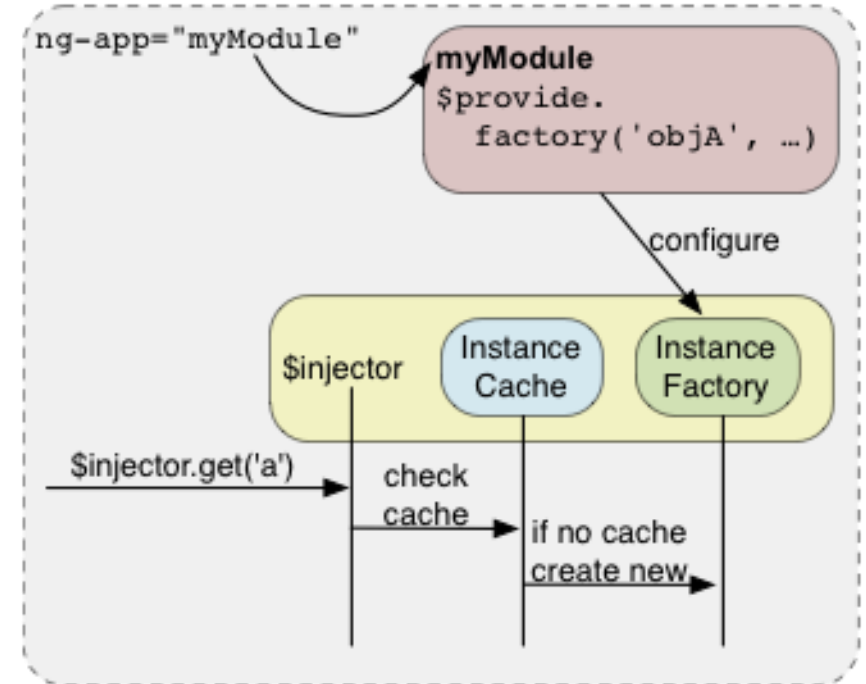 ng-app="myModule"
myModule
$provide.
factory('objA', …)
configure
$injector
Instance
Cache
Instance
Factory
$injector.get('a')
check
cache
if no cache
create new